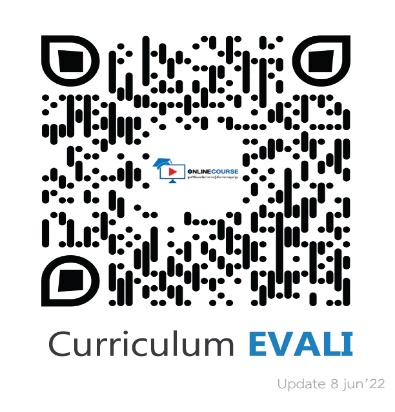 ONLINECOURSE
Curriculum EVALI
Update 8 jun'22